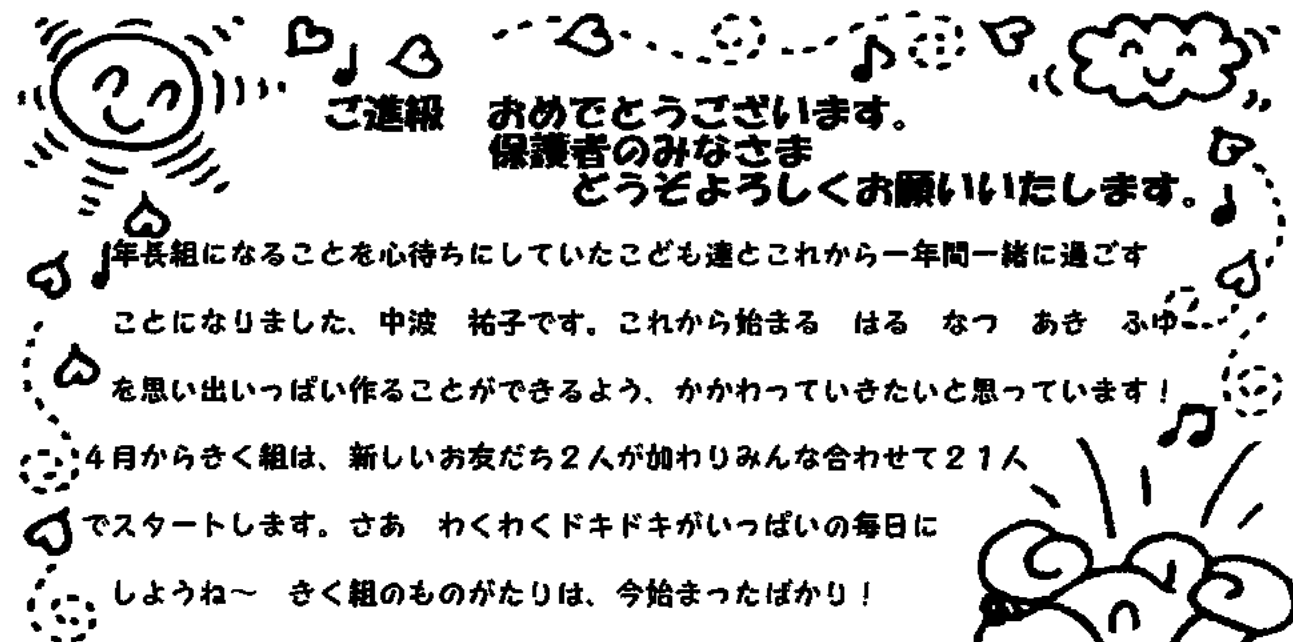 ご進級　おめでとうございます。
保護者のみなさま
どうぞよろしくお願いいたします。
年長組になることを心待ちにしていたこども達とこれから一年間一緒に過ごす
ことになりました、中波　祐子です。これから始まる　はる　なつ　あき　ふゆ
を思い出いっぱい作ることができるよう、かかわっていきたいと思っています！
４月からきく組は、新しいお友だち２人が加わりみんな合わせて２１人
でスタートします。さあ　わくわくドキドキがいっぱいの毎日に
しようね～　きく組のものがたりは、今始まったばかり！